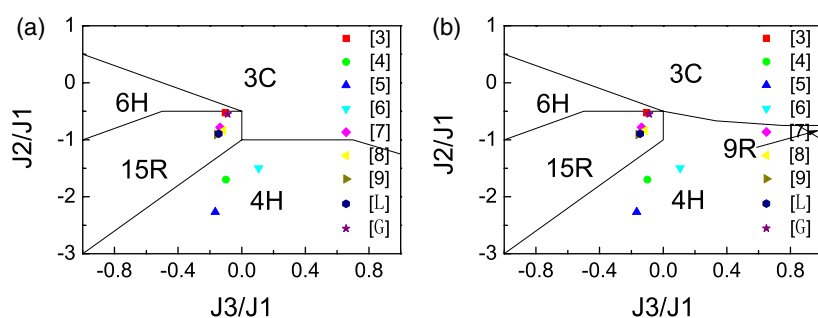 (a)
1
0
-1
-2
-3
J2/J1
-0.8
-0.4
0.0
0.4
0.8
J3/J1
3C
6H
15R
4H
[3]
[4]
[5]
[6]
[7]
[8]
[9]
[L]
[G]
(b)
1
0
-1
-2
-3
J2/J1
-0.8
-0.4
0.0
0.4
0.8
J3/J1
3C
6H
15R
4H
9R
[3]
[4]
[5]
[6]
[7]
[8]
[9]
[L]
[G]